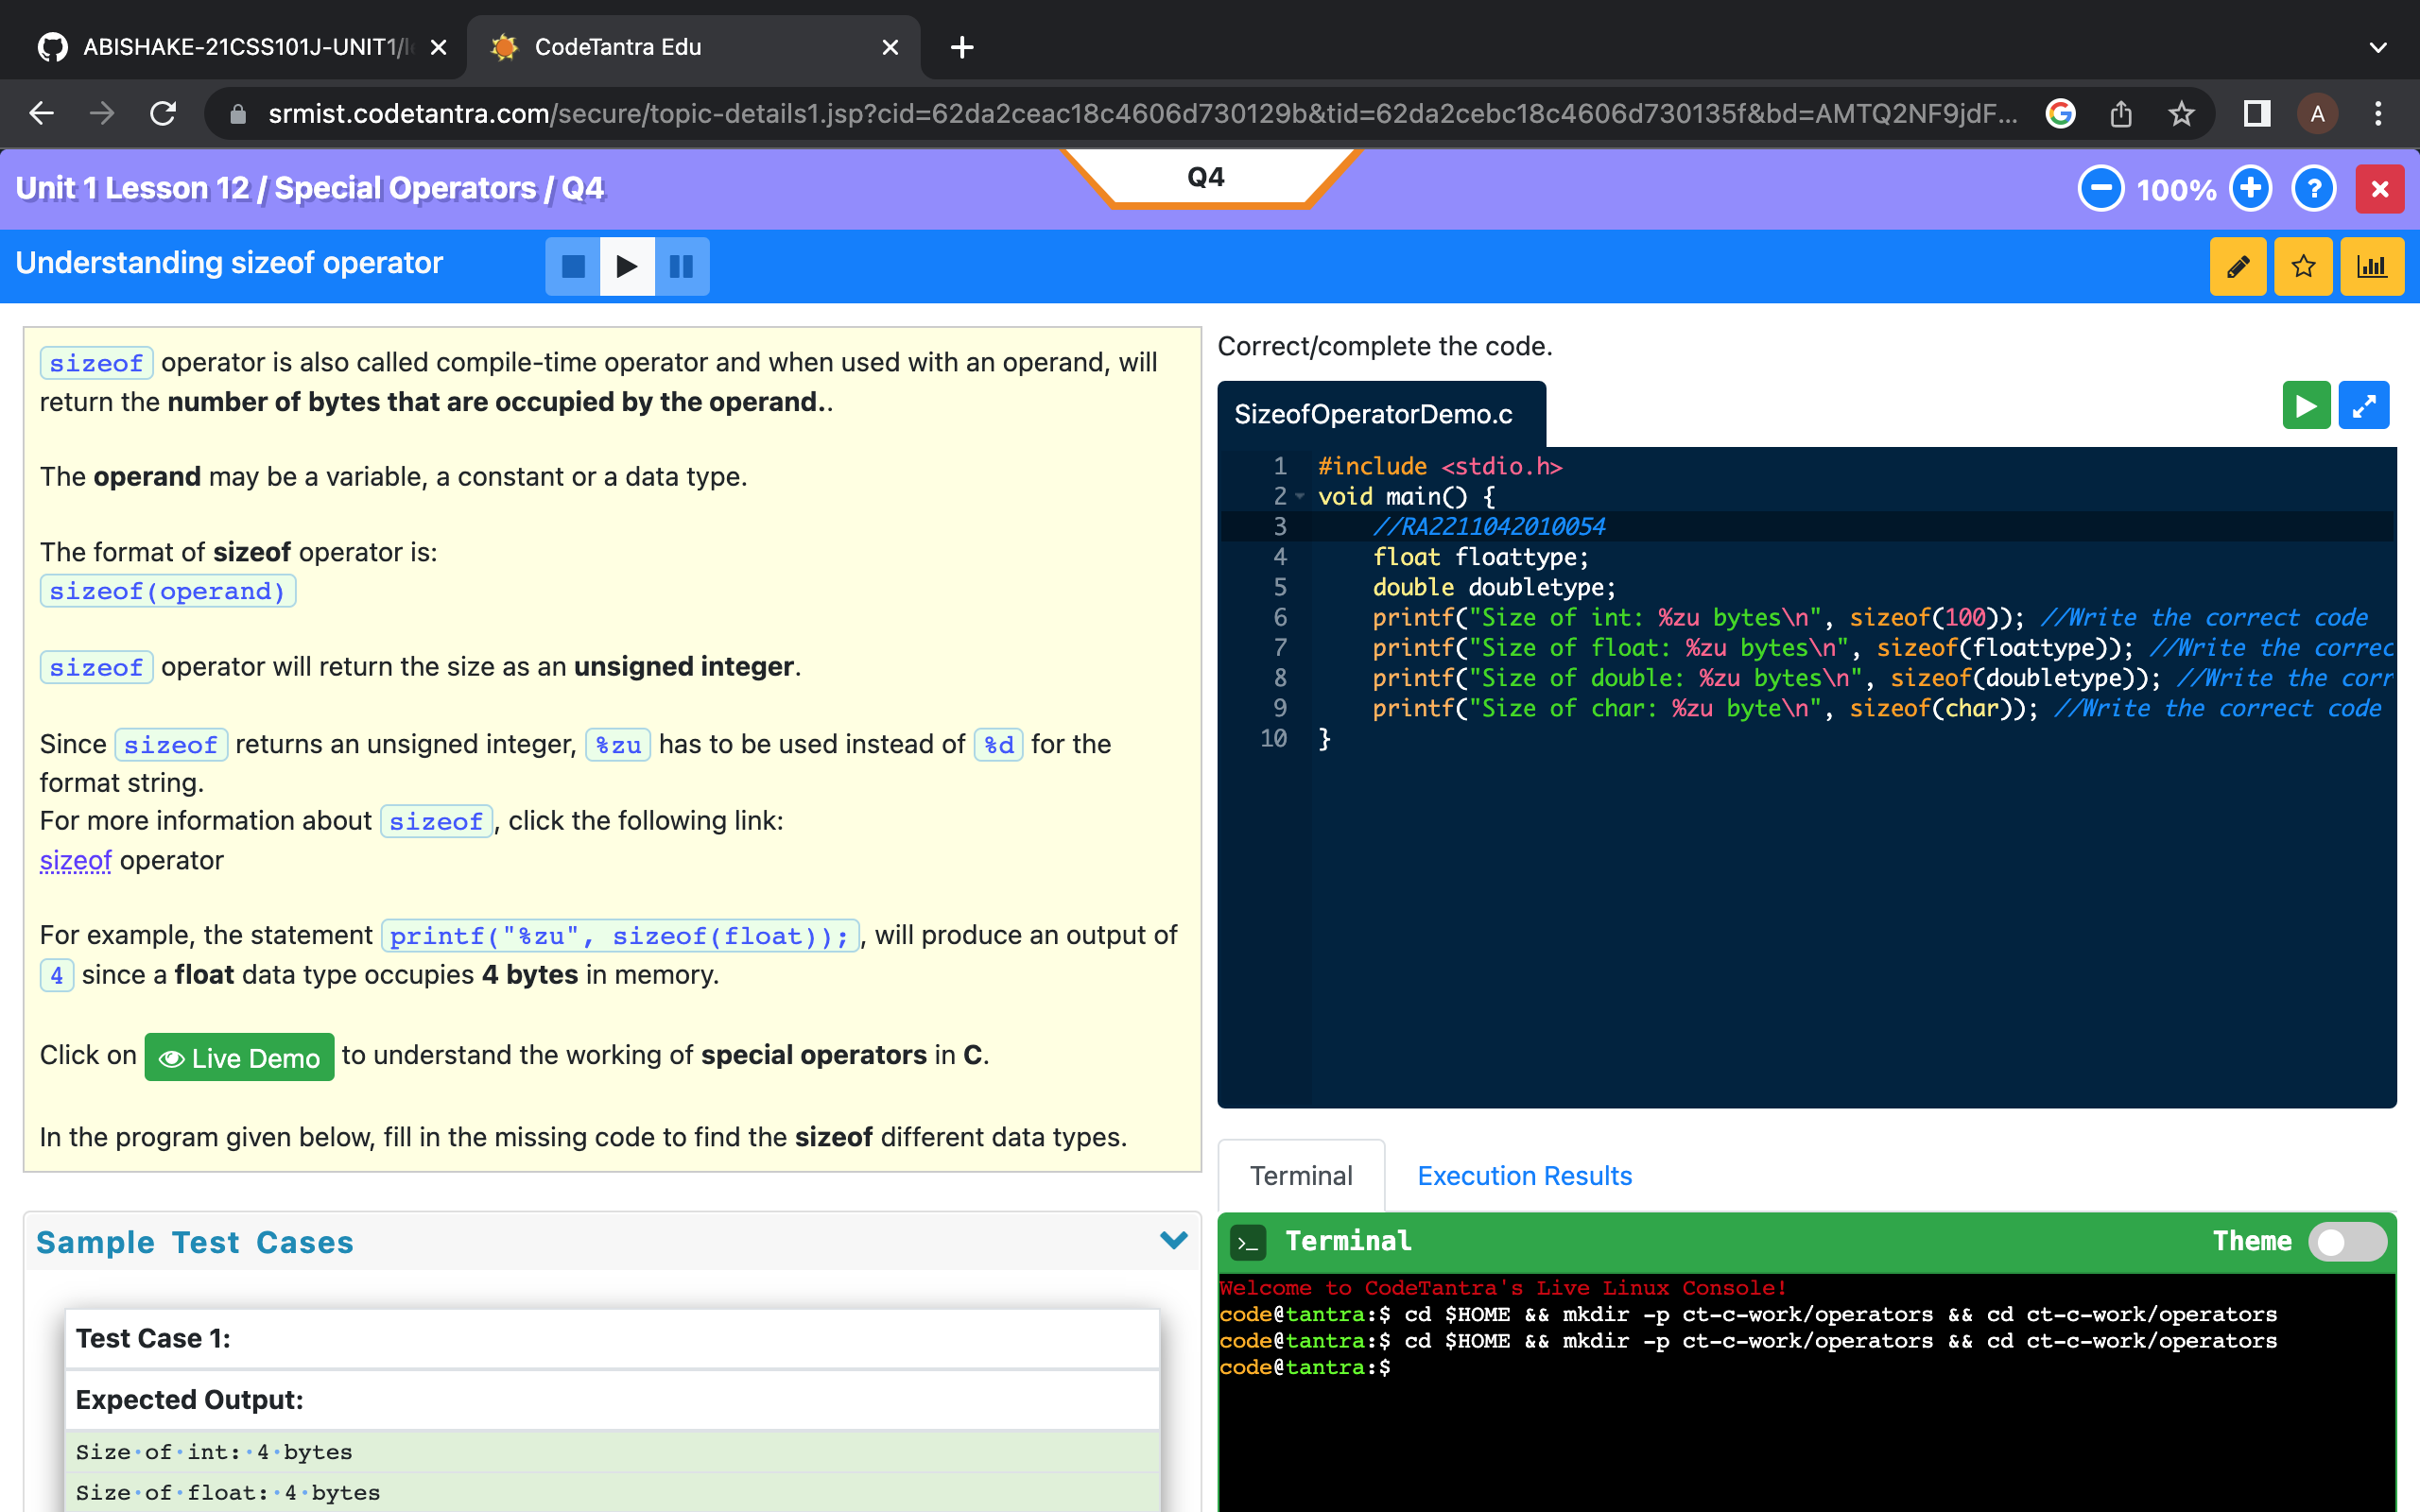 ABISHAKE-21CSS101J-UNIT1/l
CodeTantra Edu
srmist.codetantra.com/secure/topic-details1.jsp?cid=62da2ceac18c4606d730129b&tid=62da2cebc18c4606d730135f&bd=AMTQ2NF9jdF...
A
Unit 1 Lesson 12 / Special Operators / Q4
Q4
100%
?
Understanding sizeof operator
sizeof operator is also called compile-time operator and when used with an operand, will
return the number of bytes that are occupied by the operand..
The operand may be a variable, a constant or a data type.
The format of sizeof operator is:
sizeof(operand)
sizeof operator will return the size as an unsigned integer.
Since sizeof returns an unsigned integer, %zu has to be used instead of %d for the
format string.
For more information about sizeof, click the following link:
sizeof operator
For example, the statement printf("%zu", sizeof(float));, will produce an output of
4 since a float data type occupies 4 bytes in memory.
Click on Live Demo to understand the working of special operators in C.
In the program given below, fill in the missing code to find the sizeof different data types.
Sample Test Cases
Test Case 1:
Expected Output:
Size·of·int:·4·bytes
Size·of·float:·4·bytes
Correct/complete the code.
SizeofOperatorDemo.c
1 #include <stdio.h>
2 void main() {
3 //RA2211042010054
4 float floattype;
5 double doubletype;
6 printf("Size of int: %zu bytes\n", sizeof(100)); //Write the correct code
7 printf("Size of float: %zu bytes\n", sizeof(floattype)); //Write the correc
8 printf("Size of double: %zu bytes\n", sizeof(doubletype)); //Write the corr
9 printf("Size of char: %zu byte\n", sizeof(char)); //Write the correct code
10 }
Terminal
Execution Results
>_ Terminal
Theme
Welcome to CodeTantra's Live Linux Console!
code@tantra:$ cd $HOME && mkdir -p ct-c-work/operators && cd ct-c-work/operators
code@tantra:$ cd $HOME && mkdir -p ct-c-work/operators && cd ct-c-work/operators
code@tantra:$